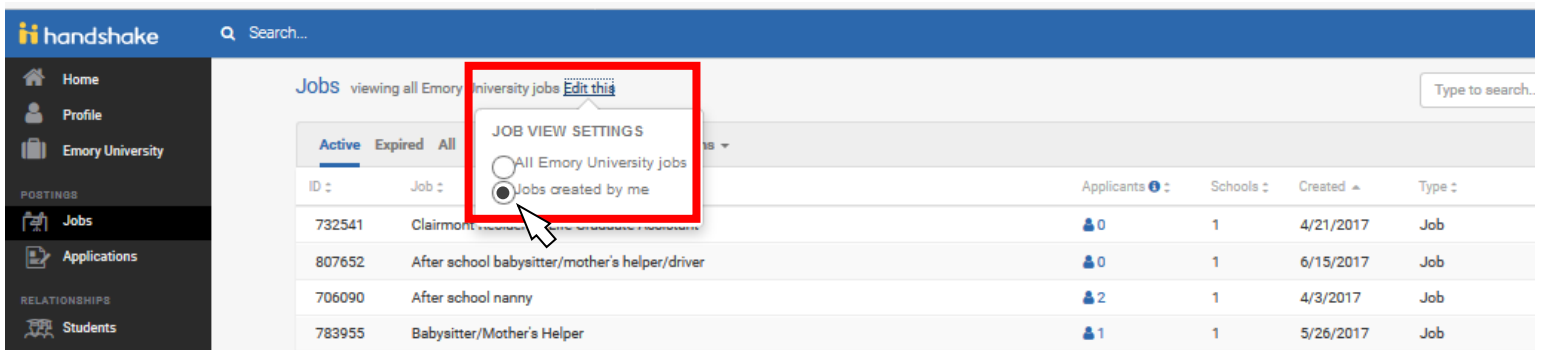 handshake
Search...
Home
Profile
Emory University
POSTINGS
Jobs
Applications
RELATIONSHIPS
Students
Jobs viewing all Emory University jobs Edit this
Type to search...
JOB VIEW SETTINGS
All Emory University jobs
Jobs created by me
Active Expired All
ID Job Applicants Schools Created Type
732541 Clairmont Graduate Assistant 0 1 4/21/2017 Job
807652 After school babysitter/mother's helper/driver 0 1 6/15/2017 Job
706090 After school nanny 2 1 4/3/2017 Job
783955 Babysitter/Mother's Helper 1 1 5/26/2017 Job